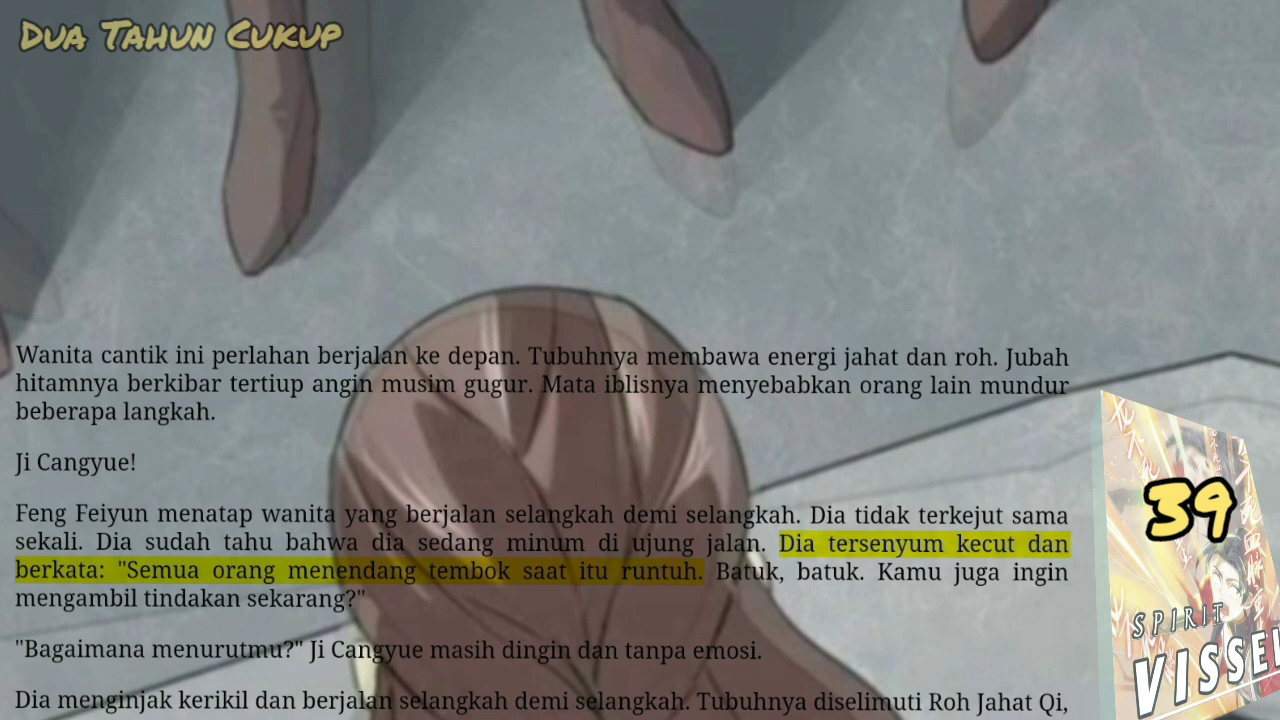 Dua Tahun Cukup
Wanita cantik ini perlahan berjalan ke depan. Tubuhnya membawa energi jahat dan roh. Jubah
hitamnya berkibar tertiup angin musim gugur. Mata iblisnya menyebabkan orang lain mundur
beberapa langkah.
Ji Cangyue!
Feng Feiyun menatap wanita yang berjalan selangkah demi selangkah. Dia tidak terkejut sama
sekali. Dia sudah tahu bahwa dia sedang minum di ujung jalan. Dia tersenyum kecut dan
berkata: "Semua orang menendang tembok saat itu runtuh. Batuk, batuk. Kamu juga ingin
mengambil tindakan sekarang?"
"Bagaimana menurutmu?" Ji Cangyue masih dingin dan tanpa emosi.
Dia menginjak kerikil dan berjalan selangkah demi selangkah. Tubuhnya diselimuti Roh Jahat Qi,
39
SPIRIT
VISSEL